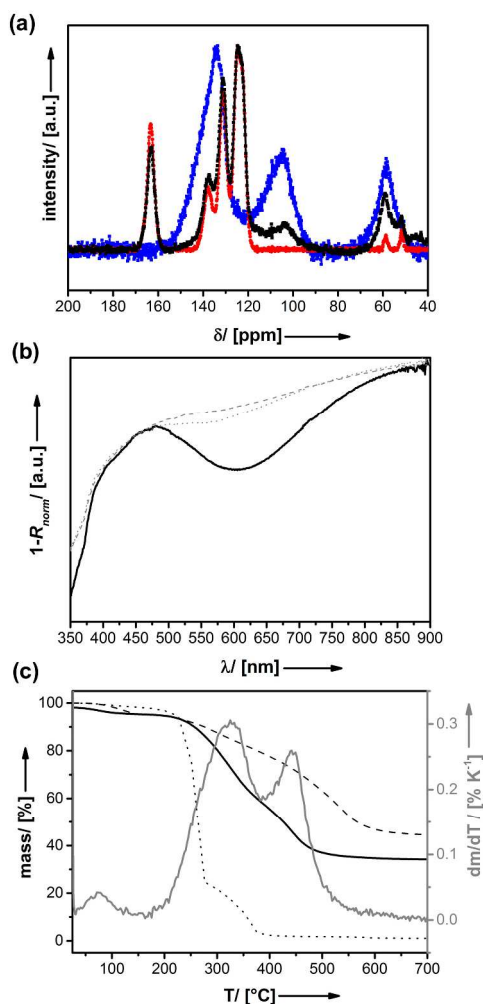 (a)
intensity/ [a.u.]
200 180 160 140 120 100 80 60 40
δ/ [ppm]
(b)
1-R_norm/ [a.u.]
350 400 450 500 550 600 650 700 750 800 850 900
λ/ [nm]
(c)
100
80
60
40
20
0
mass/ [%]
0.3
0.2
0.1
0.0
dm/dT / [% K⁻¹]
100 200 300 400 500 600 700
T/ [°C]